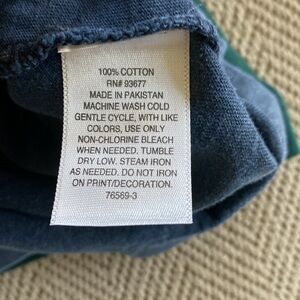 100% COTTON
RN# 93677
MADE IN PAKISTAN
MACHINE WASH COLD
GENTLE CYCLE, WITH LIKE
COLORS, USE ONLY
NON-CHLORINE BLEACH
WHEN NEEDED. TUMBLE
DRY LOW. STEAM IRON
AS NEEDED. DO NOT IRON
ON PRINT/DECORATION.
76569-3